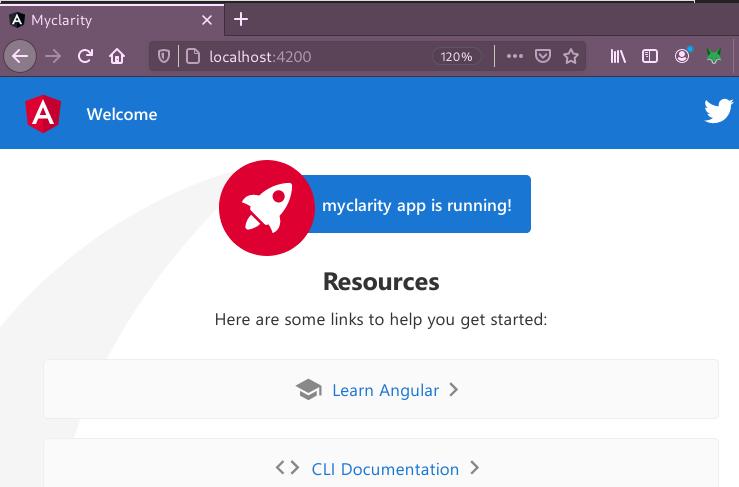 Myclarity
localhost:4200
120%
Welcome
myclarity app is running!
Resources
Here are some links to help you get started:
Learn Angular
CLI Documentation